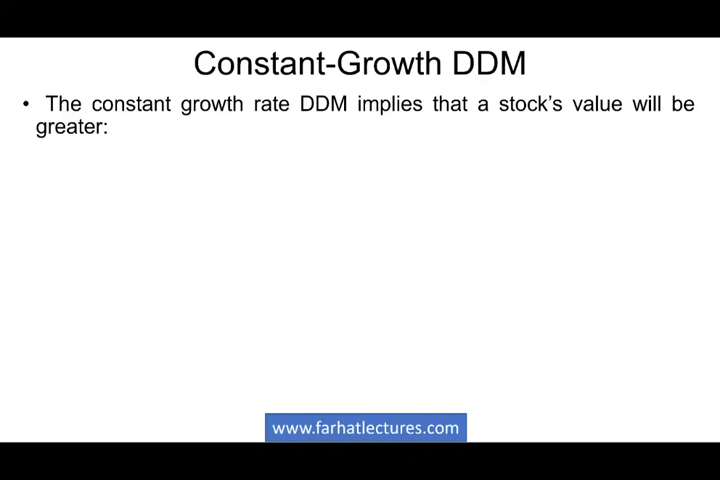 Constant-Growth DDM
• The constant growth rate DDM implies that a stock’s value will be
greater:
www.farhatlectures.com